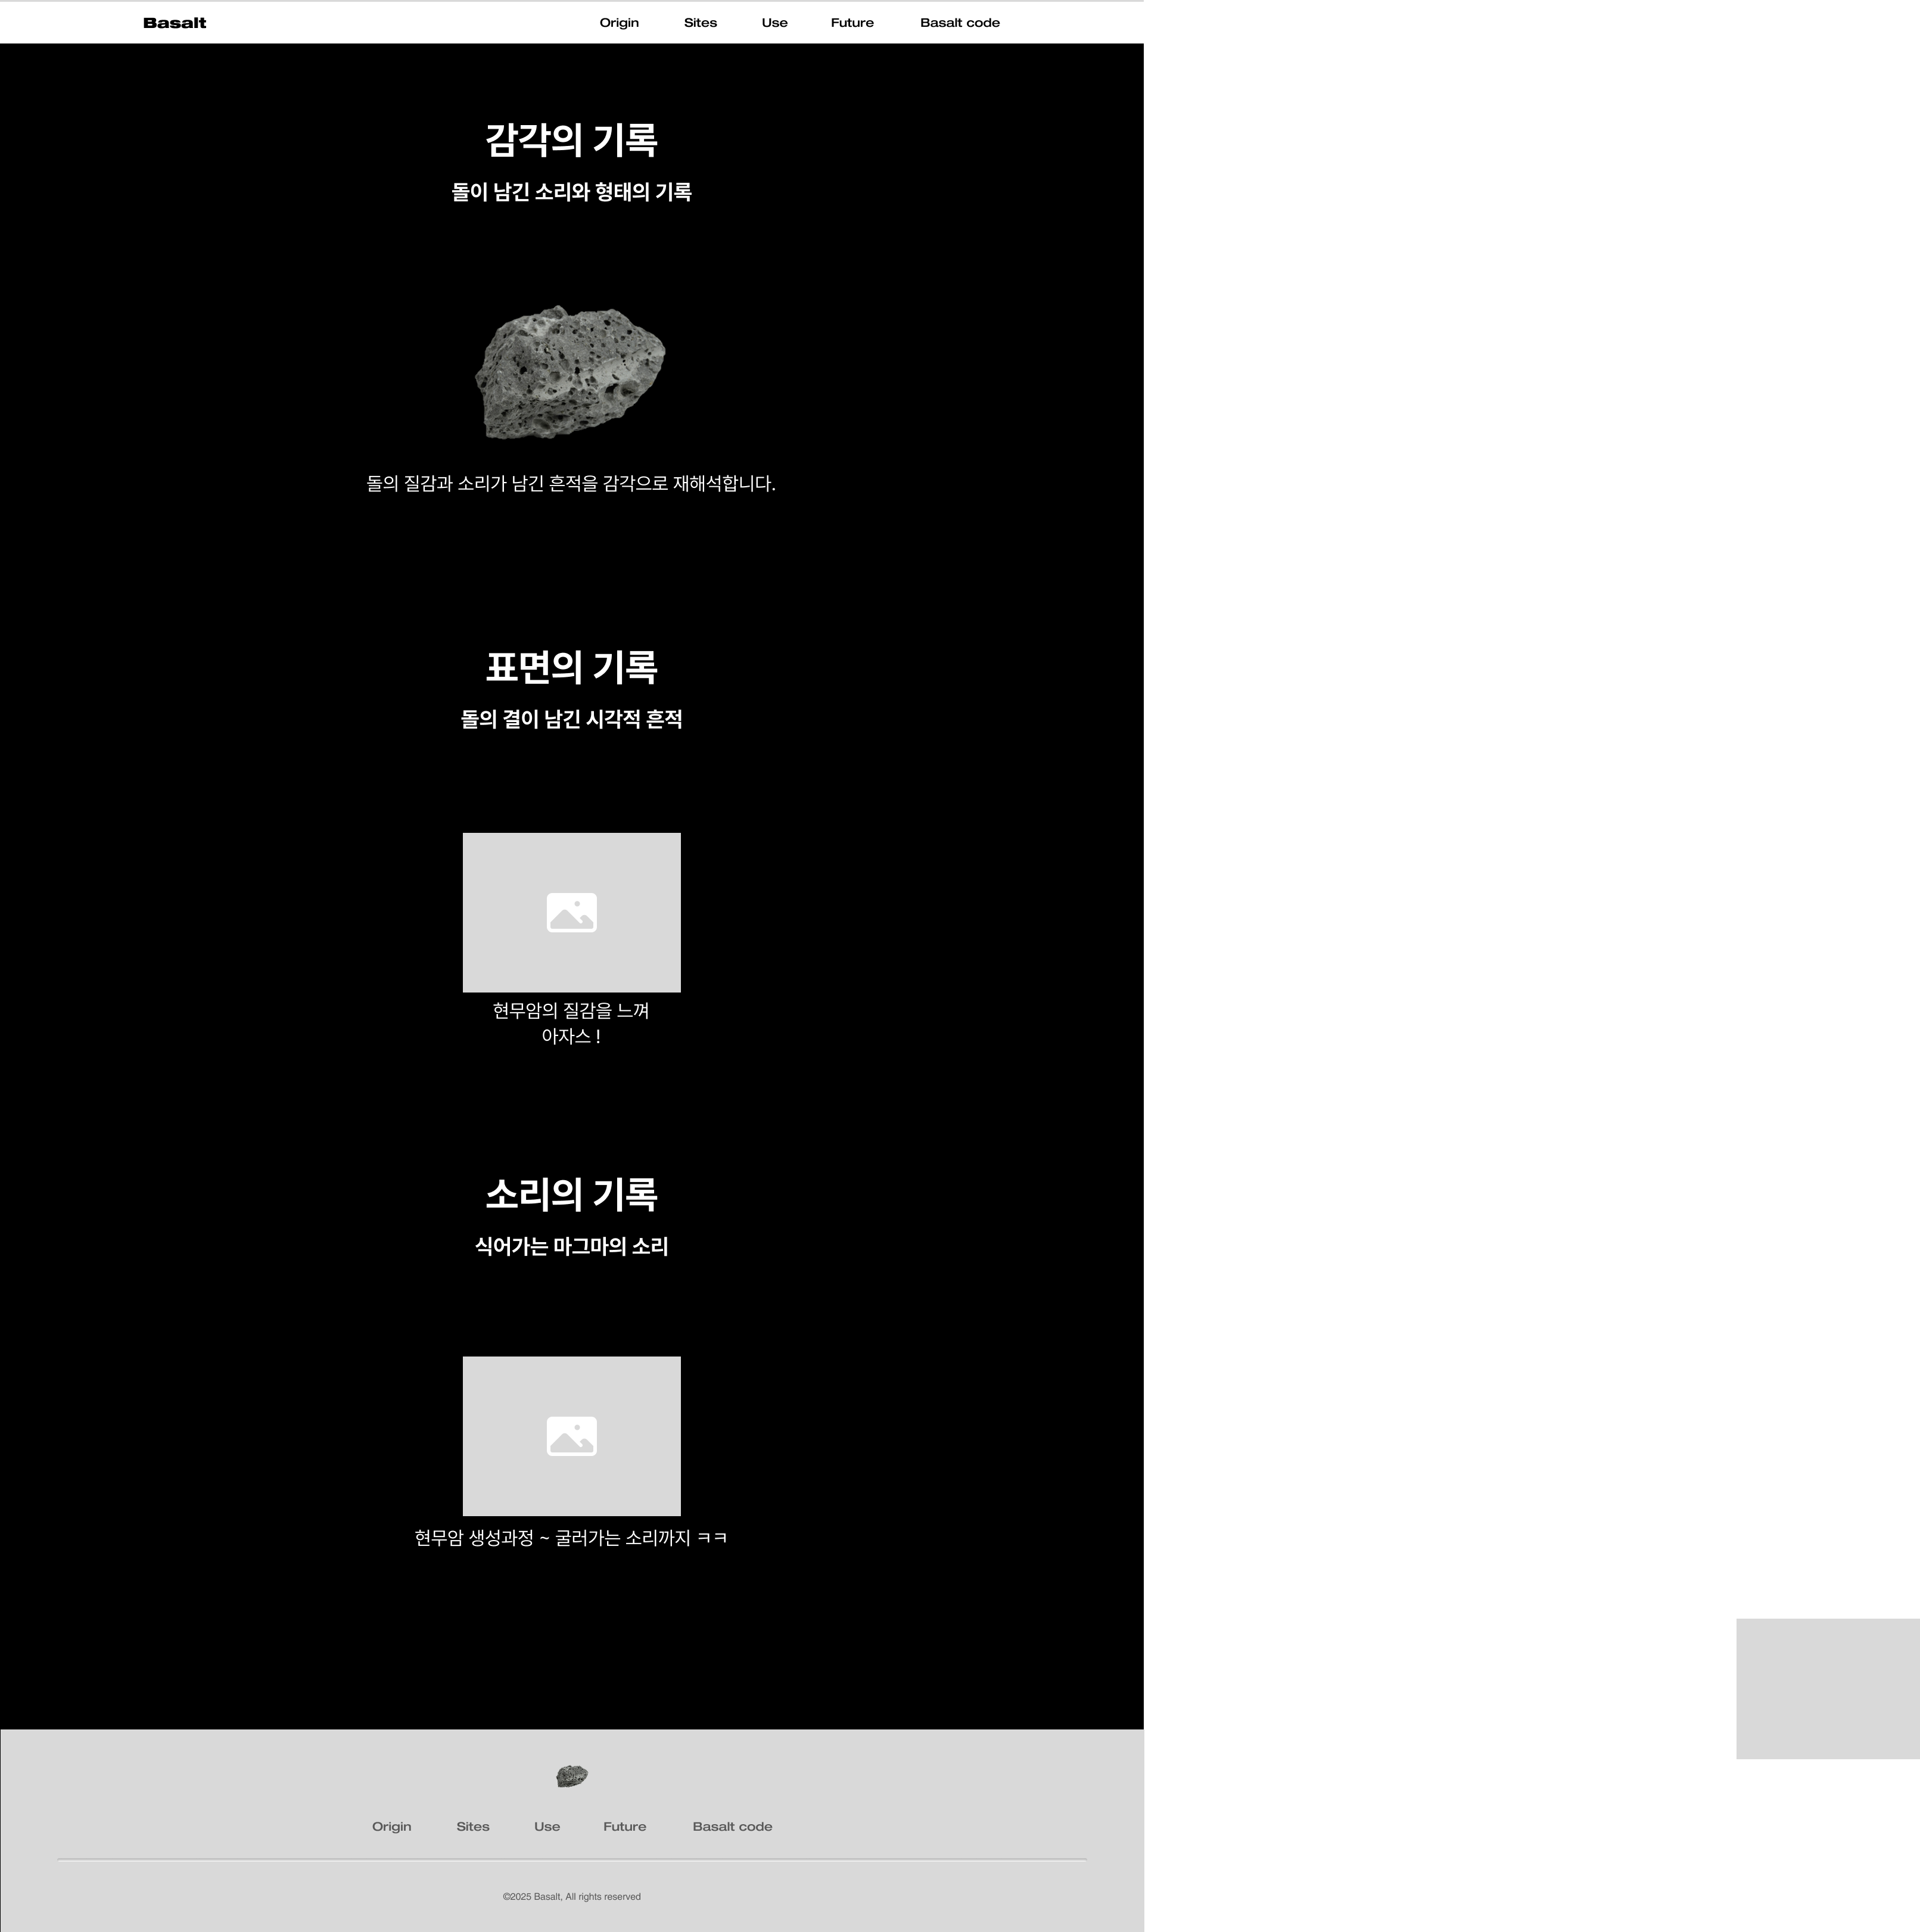 Basalt
Origin Sites Use Future Basalt code
감각의 기록
돌이 남긴 소리와 형태의 기록
돌의 질감과 소리가 남긴 흔적을 감각으로 재해석합니다.
표면의 기록
돌의 결이 남긴 시각적 흔적
현무암의 질감을 느껴
아자스 !
소리의 기록
식어가는 마그마의 소리
현무암 생성과정 ~ 굴러가는 소리까지 ㅋㅋ
Origin Sites Use Future Basalt code
©2025 Basalt, All rights reserved